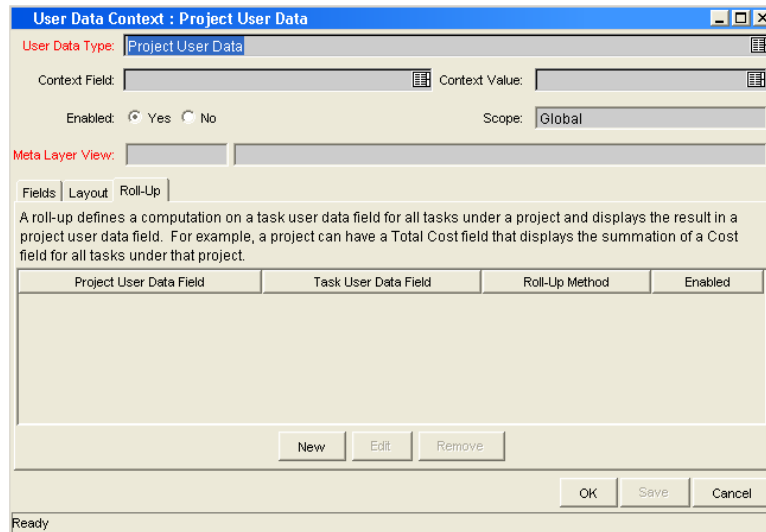 User Data Context : Project User Data
User Data Type: Project User Data
Context Field: Context Value:
Enabled: Yes No Scope: Global
Meta Layer View:
Fields Layout Roll-Up
A roll-up defines a computation on a task user data field for all tasks under a project and displays the result in a
project user data field. For example, a project can have a Total Cost field that displays the summation of a Cost
field for all tasks under that project.
Project User Data Field Task User Data Field Roll-Up Method Enabled
New Edit Remove
OK Save Cancel
Ready